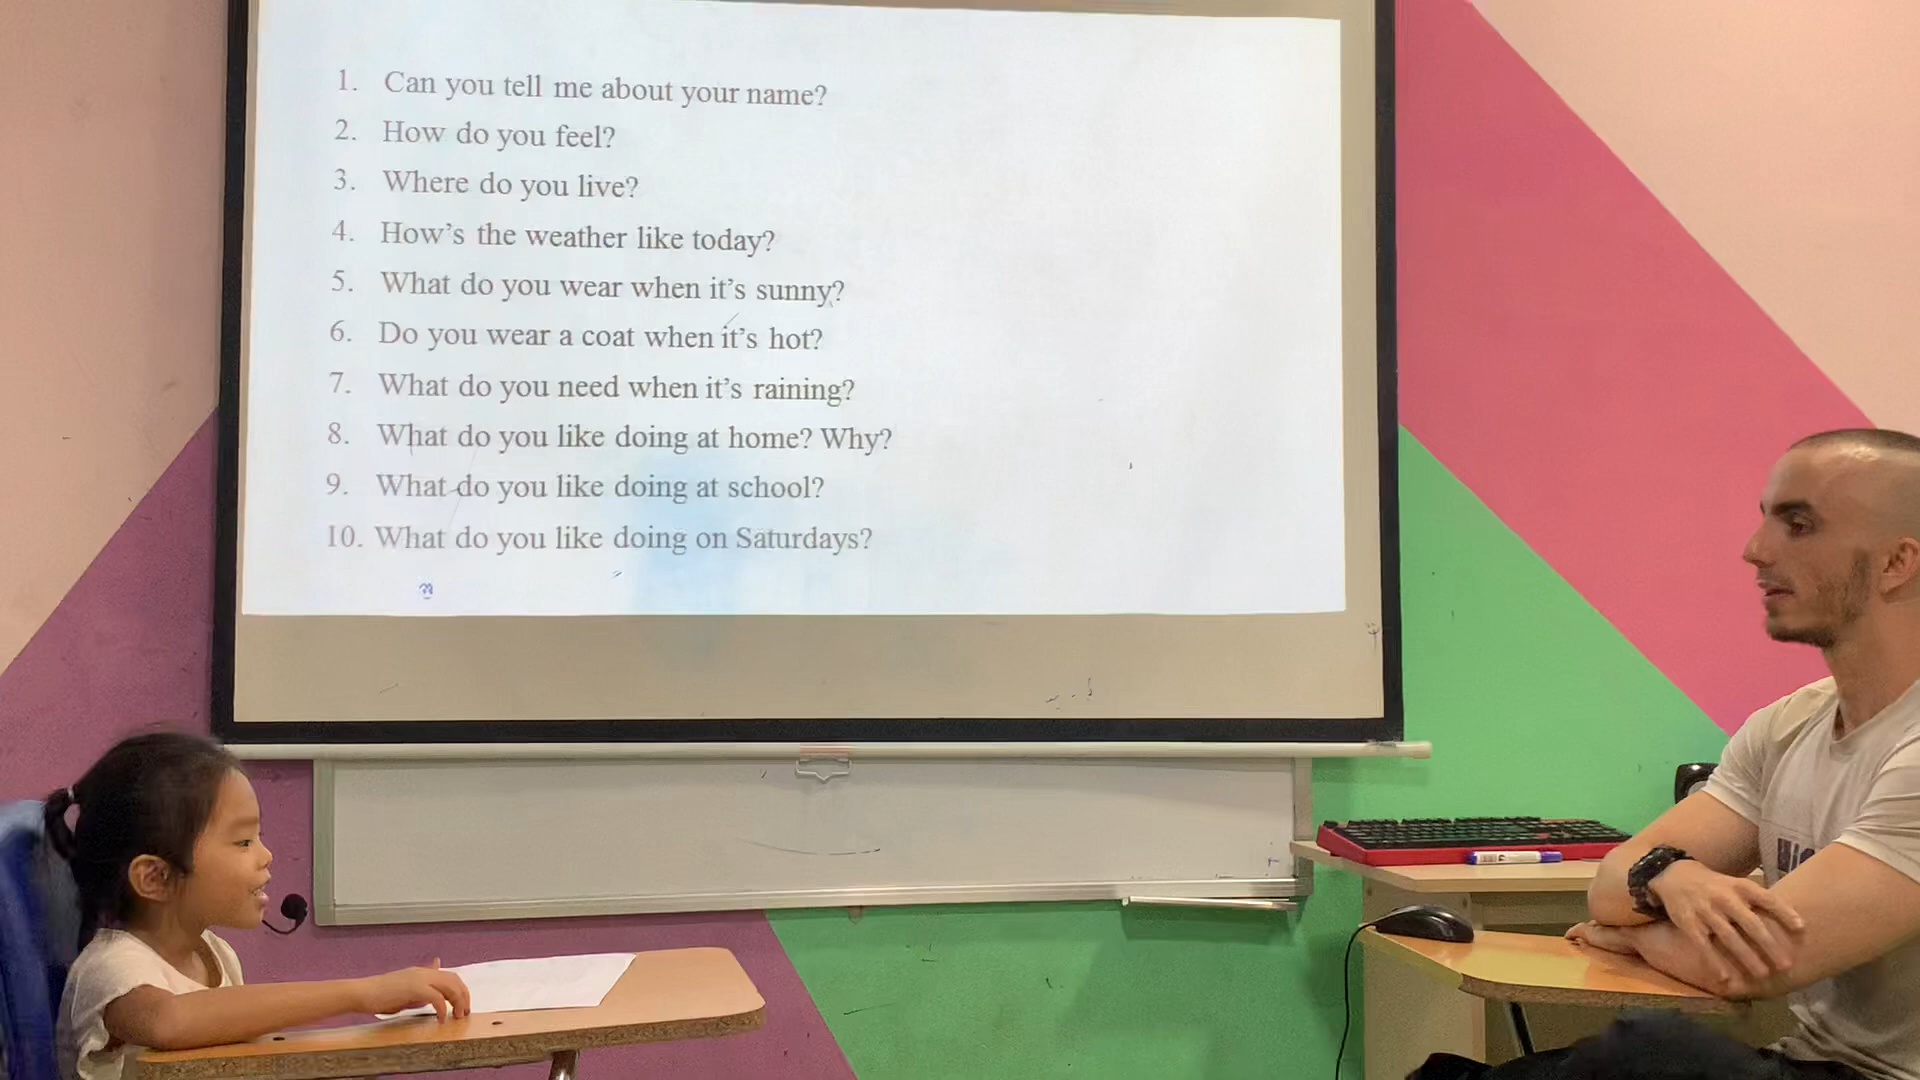 1. Can you tell me about your name?
2. How do you feel?
3. Where do you live?
4. How's the weather like today?
5. What do you wear when it's sunny?
6. Do you wear a coat when it's hot?
7. What do you need when it's raining?
8. What do you like doing at home? Why?
9. What do you like doing at school?
10. What do you like doing on Saturdays?